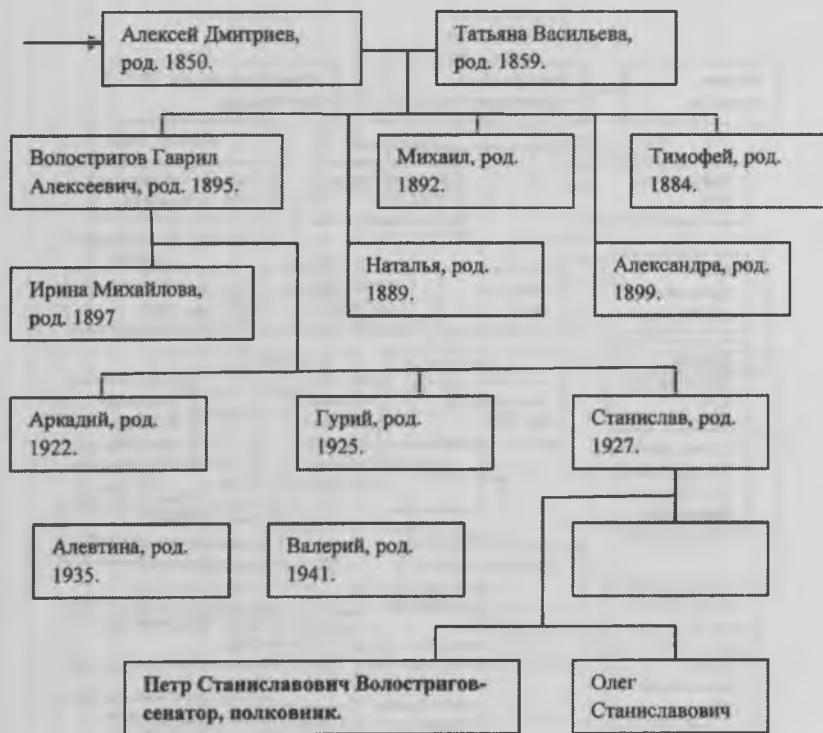 Алексей Дмитриев,
род. 1850.
Татьяна Васильева,
род. 1859.
Волостригов Гаврил
Алексеевич, род. 1895.
Михаил, род.
1892.
Тимофей, род.
1884.
Ирина Михайлова,
род. 1897
Наталья, род.
1889.
Александра, род.
1899.
Аркадий, род.
1922.
Гурий, род.
1925.
Станислав, род.
1927.
Алевтина, род.
1935.
Валерий, род.
1941.
Петр Станиславович Волостригов-
сенатор, полковник.
Олег
Станиславович